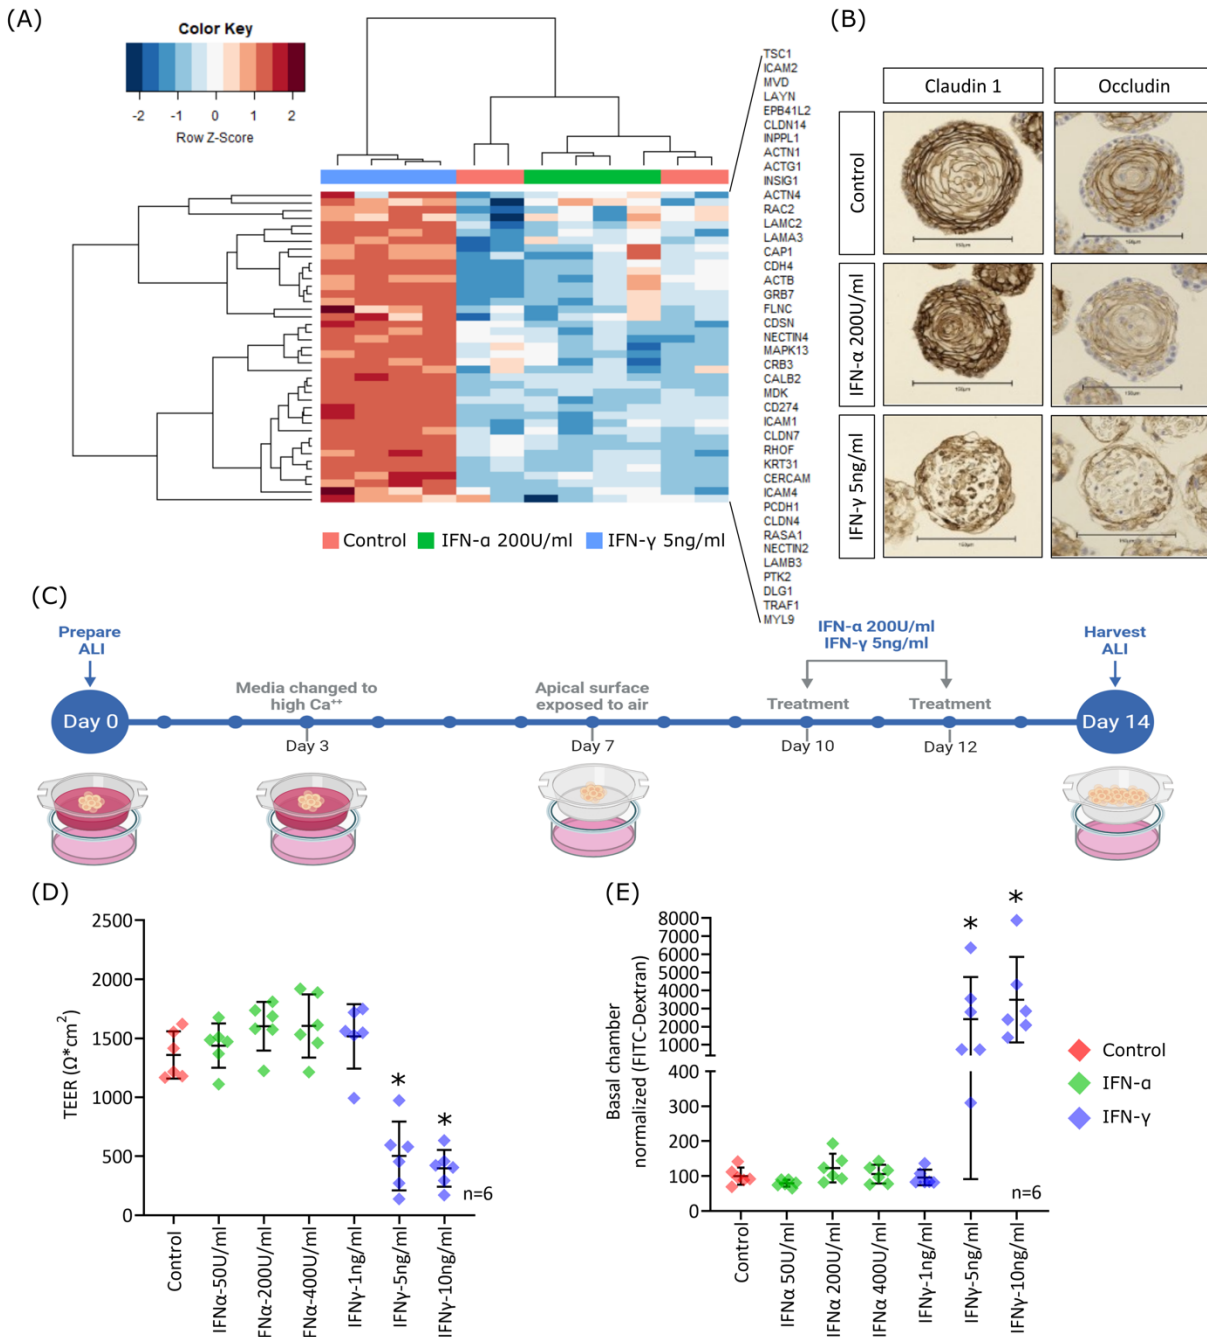 (A)
Color Key
-2 -1 0 1 2
Row Z-Score
TSC1
ICAM2
MVD
LAYN
EPB41L2
CLDN14
INPPL1
ACTN1
ACTG1
INSIG1
ACTN4
RAC2
LAMC2
LAMA3
CAP1
CDH4
ACTB
GRB7
FLNC
CDSN
NECTIN4
MAPK13
CRB3
CALB2
MDK
CD274
ICAM1
CLDN7
RHOF
KRT31
CERCAM
ICAM4
PCDH1
CLDN4
RASA1
NECTIN2
LAMB3
PTK2
DLG1
TRAF1
MYL9
Control IFN-α 200U/ml IFN-γ 5ng/ml
(B)
Claudin 1 Occludin
Control
IFN-α 200U/ml
IFN-γ 5ng/ml
(C)
Prepare
ALI
Day 0
Media changed to
high Ca⁺⁺
Day 3
Apical surface
exposed to air
Day 7
IFN-α 200U/ml
IFN-γ 5ng/ml
Treatment Treatment
Day 10 Day 12
Harvest
ALI
Day 14
(D)
TEER (Ω*cm²)
2500
2000
1500
1000
500
0
* *
n=6
Control
IFNα-50U/ml
FNα-200U/ml
FNα-400U/ml
IFNγ-1ng/ml
IFNγ-5ng/ml
IFNγ-10ng/ml
(E)
Basal chamber
normalized (FITC-Dextran)
8000
7000
6000
5000
4000
3000
2000
1000
400
300
200
100
0
* *
n=6
Control
IFNα 50U/ml
IFNα 200U/ml
IFNα 400U/ml
IFNγ-1ng/ml
IFNγ-5ng/ml
IFNγ-10ng/ml
Control
IFN-α
IFN-γ